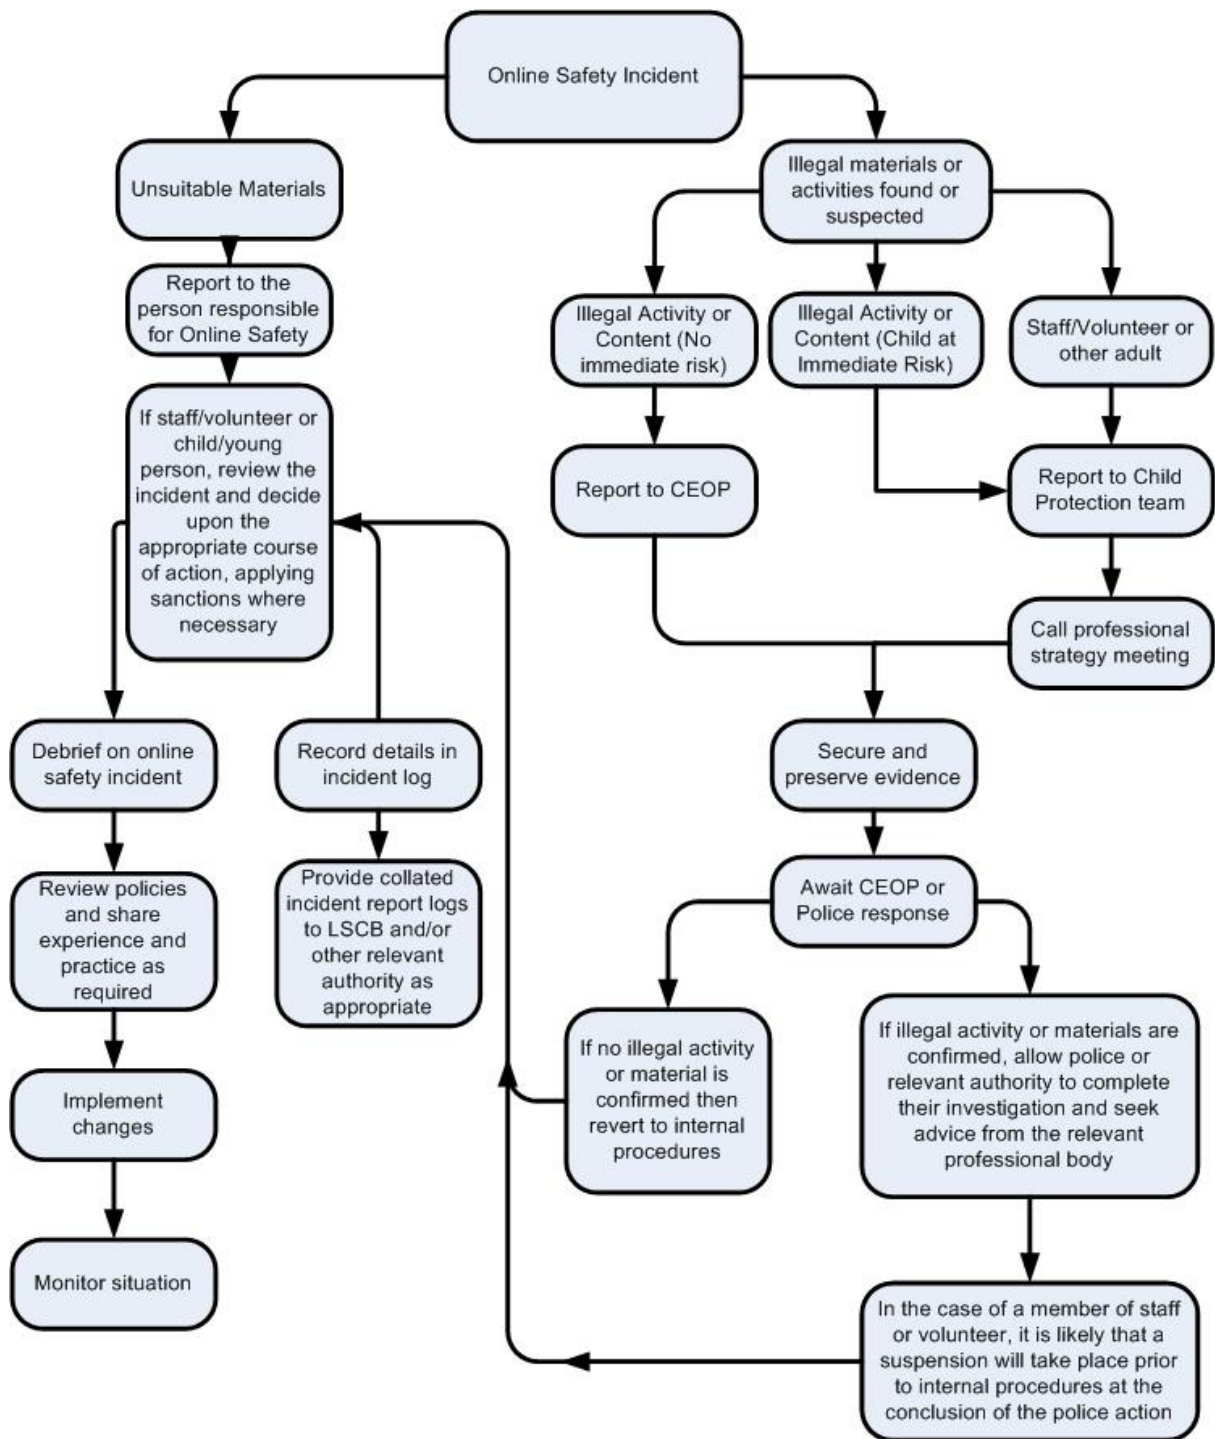 Online Safety Incident
Unsuitable Materials
Illegal materials or
activities found or
suspected
Report to the
person responsible
for Online Safety
Illegal Activity or
Content (No
immediate risk)
Illegal Activity or
Content (Child at
Immediate Risk)
Staff/Volunteer or
other adult
If staff/volunteer or
child/young
person, review the
incident and decide
upon the
appropriate course
of action, applying
sanctions where
necessary
Report to CEOP
Report to Child
Protection team
Call professional
strategy meeting
Debrief on online
safety incident
Record details in
incident log
Secure and
preserve evidence
Review policies
and share
experience and
practice as
required
Provide collated
incident report logs
to LSCB and/or
other relevant
authority as
appropriate
Await CEOP or
Police response
If no illegal activity
or material is
confirmed then
revert to internal
procedures
If illegal activity or materials are
confirmed, allow police or
relevant authority to complete
their investigation and seek
advice from the relevant
professional body
Implement
changes
Monitor situation
In the case of a member of staff
or volunteer, it is likely that a
suspension will take place prior
to internal procedures at the
conclusion of the police action